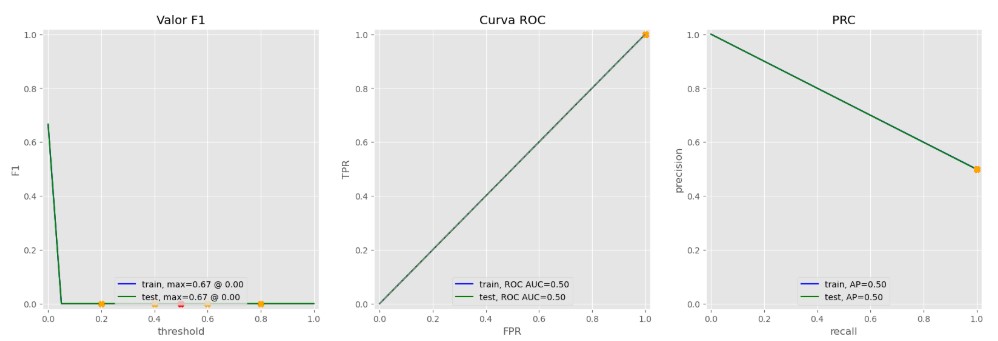 Valor F1
1.0
0.8
0.6
0.4
0.2
0.0
F1
train, max=0.67 @ 0.00
test, max=0.67 @ 0.00
0.0 0.2 0.4 0.6 0.8 1.0
threshold
Curva ROC
1.0
0.8
0.6
0.4
0.2
0.0
TPR
train, ROC AUC=0.50
test, ROC AUC=0.50
0.0 0.2 0.4 0.6 0.8 1.0
FPR
PRC
1.0
0.8
0.6
0.4
0.2
0.0
precision
train, AP=0.50
test, AP=0.50
0.0 0.2 0.4 0.6 0.8 1.0
recall